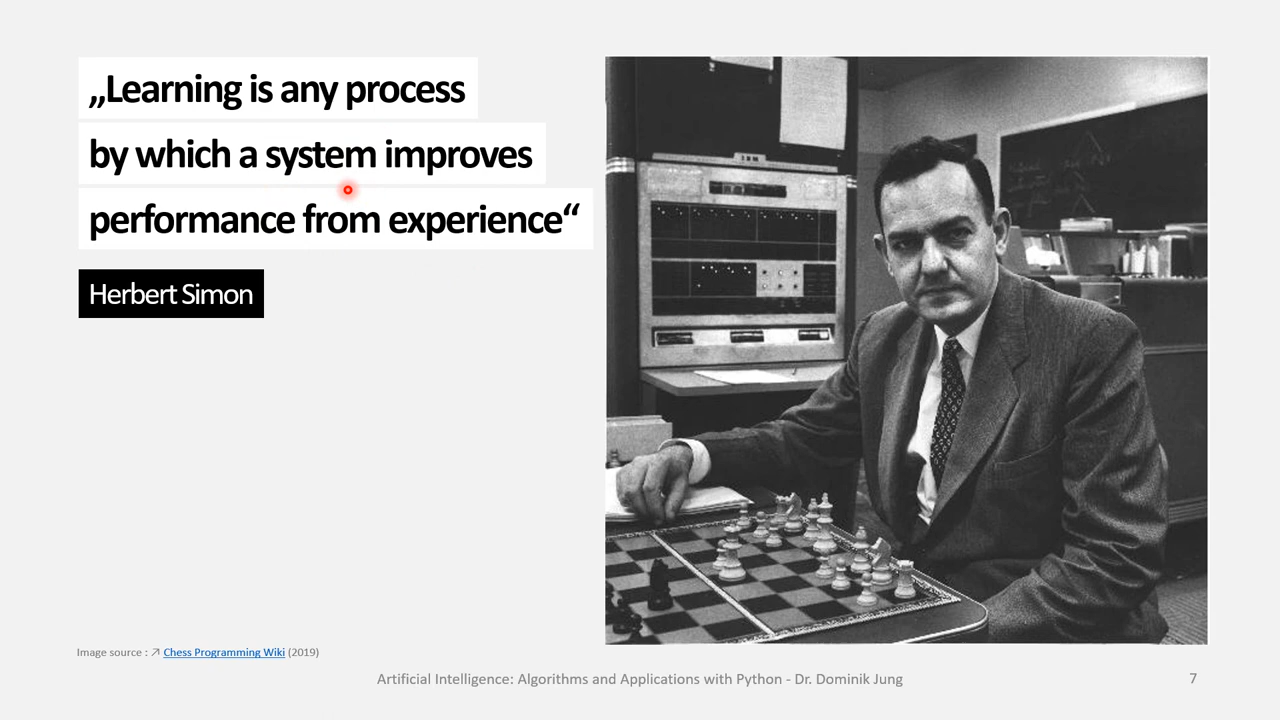 „Learning is any process
by which a system improves
performance from experience“
Herbert Simon
IBM
Image source : ↗ Chess Programming Wiki (2019)
Artificial Intelligence: Algorithms and Applications with Python - Dr. Dominik Jung
7